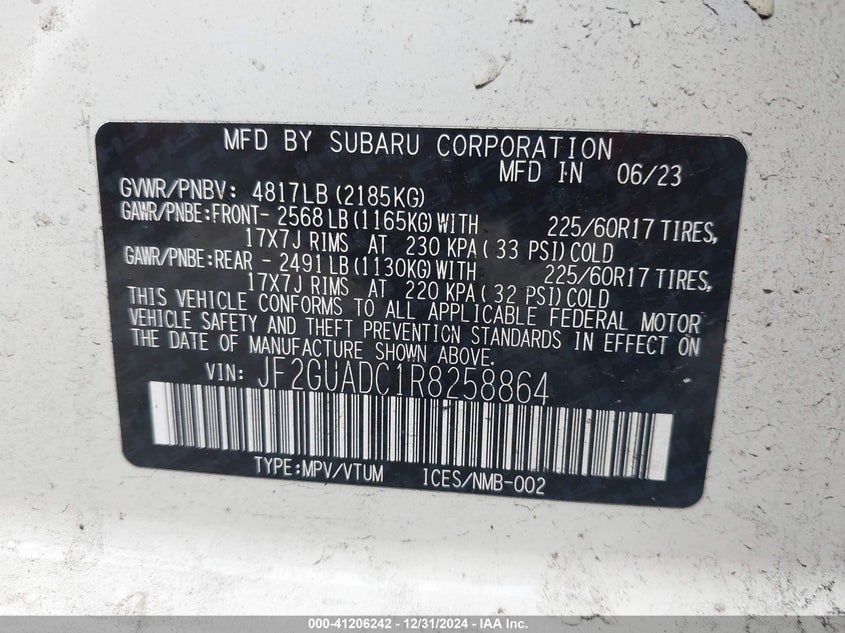 MFD BY SUBARU CORPORATION
MFD IN 06/23
GVWR/PNBV: 4817LB (2185KG)
GAWR/PNBE:FRONT- 2568LB (1165KG) WITH 225/60R17 TIRES,
17X7J RIMS AT 230 KPA ( 33 PSI) COLD
GAWR/PNBE:REAR - 2491LB (1130KG) WITH 225/60R17 TIRES,
17X7J RIMS AT 220 KPA ( 32 PSI) COLD
THIS VEHICLE CONFORMS TO ALL APPLICABLE FEDERAL MOTOR
VEHICLE SAFETY AND THEFT PREVENTION STANDARDS IN EFFECT ON
THE DATE OF MANUFACTURE SHOWN ABOVE.
VIN: JF2GUADC1R8258864
TYPE:MPV/VTUM ICES/NMB-002
000-41206242 - 12/31/2024 - IAA Inc.